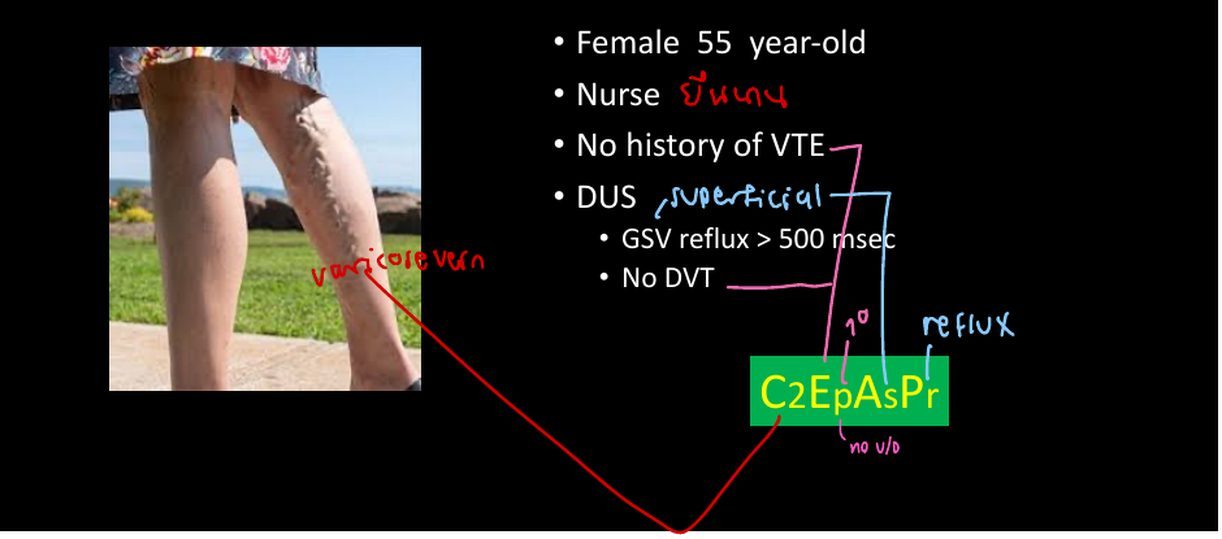 • Female 55 year-old
• Nurse ยืนนาน
• No history of VTE
• DUS superficial
• GSV reflux > 500 msec
varicose vein
• No DVT
1°
reflux
C2EpAsPr